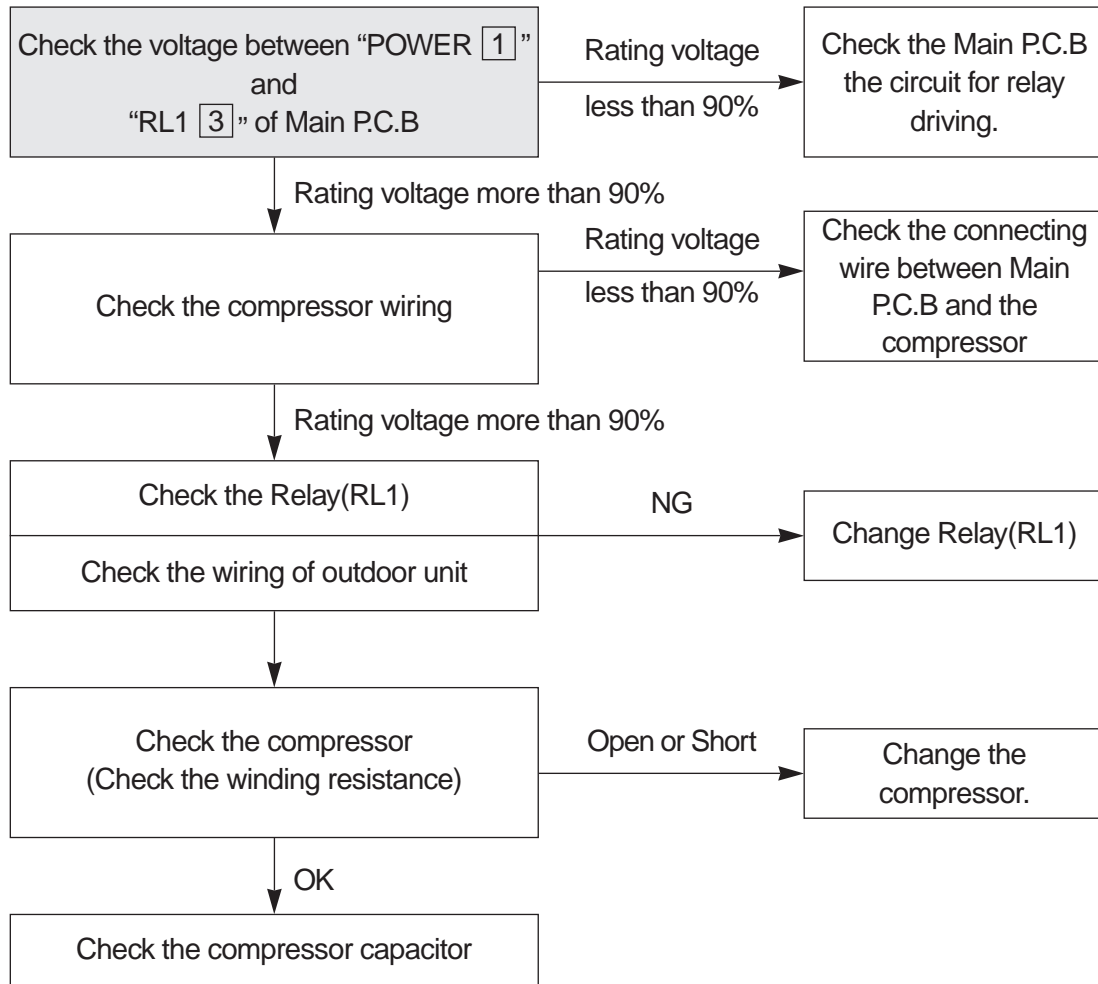 Check the voltage between “POWER 1 ”
and
“RL1 3 ” of Main P.C.B
Rating voltage
less than 90%
Check the Main P.C.B
the circuit for relay
driving.
Rating voltage more than 90%
Check the compressor wiring
Rating voltage
less than 90%
Check the connecting
wire between Main
P.C.B and the
compressor
Rating voltage more than 90%
Check the Relay(RL1)
Check the wiring of outdoor unit
NG
Change Relay(RL1)
Check the compressor
(Check the winding resistance)
Open or Short
Change the
compressor.
OK
Check the compressor capacitor